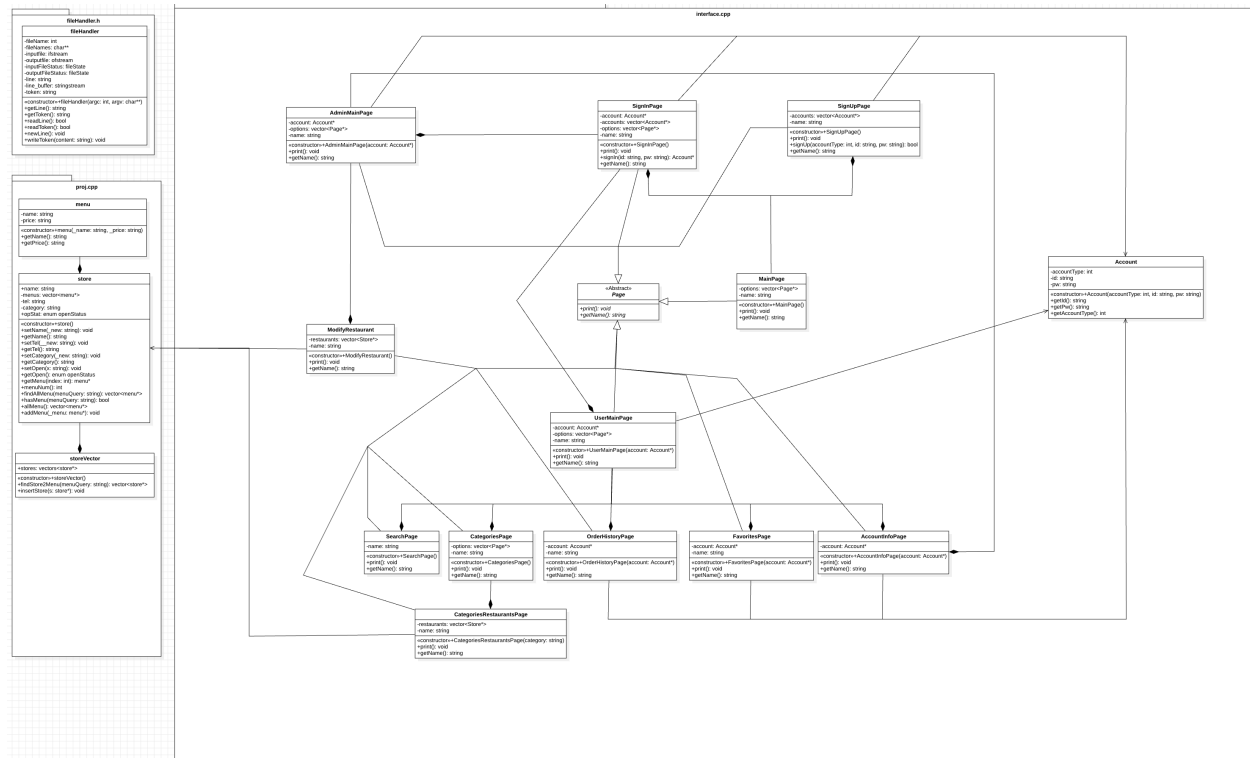 fileHandler.h
fileHandler
-fileName: int
-fileNames: char**
-inputfile: ifstream
-outputfile: ofstream
-inputFileStatus: fileState
-outputFileStatus: fileState
-line: string
-line_buffer: stringstream
-token: string
«constructor»+fileHandler(argc: int, argv: char**)
+getLine(): string
+getToken(): string
+readLine(): bool
+readToken(): bool
+newLine(): void
+writeToken(content: string): void
proj.cpp
menu
-name: string
-price: string
«constructor»+menu(_name: string, _price: string)
+getName(): string
+getPrice(): string
store
+name: string
-menus: vector<menu*>
-tel: string
-category: string
-opStat: enum openStatus
«constructor»+store()
+setName(_new: string): void
+getName(): string
+setTel(__new: string): void
+getTel(): string
+setCategory(_new: string): void
+getCategory(): string
+setOpen(x: string): void
+getOpen(): enum openStatus
+getMenu(index: int): menu*
+menuNum(): int
+findAllMenu(menuQuery: string): vector<menu*>
+hasMenu(menuQuery: string): bool
+allMenu(): vector<menu*>
+addMenu(_menu: menu*): void
storeVector
+stores: vectors<store*>
«constructor»+storeVector()
+findStore2Menu(menuQuery: string): vector<store*>
+insertStore(s: store*): void
interface.cpp
AdminMainPage
-account: Account*
-options: vector<Page*>
-name: string
«constructor»+AdminMainPage(account: Account*)
+print(): void
+getName(): string
SignInPage
-account: Account*
-accounts: vector<Account*>
-options: vector<Page*>
-name: string
«constructor»+SignInPage()
+print(): void
+signIn(id: string, pw: string): Account*
+getName(): string
SignUpPage
-accounts: vector<Account*>
-name: string
«constructor»+SignUpPage()
+print(): void
+signUp(accountType: int, id: string, pw: string): bool
+getName(): string
«Abstract»
Page
+print(): void
+getName(): string
MainPage
-options: vector<Page*>
-name: string
«constructor»+MainPage()
+print(): void
+getName(): string
Account
-accountType: int
-id: string
-pw: string
«constructor»+Account(accountType: int, id: string, pw: string)
+getId(): string
+getPw(): string
+getAccountType(): int
ModifyRestaurant
-restaurants: vector<Store*>
-name: string
«constructor»+ModifyRestaurant()
+print(): void
+getName(): string
UserMainPage
-account: Account*
-options: vector<Page*>
-name: string
«constructor»+UserMainPage(account: Account*)
+print(): void
+getName(): string
SearchPage
-name: string
«constructor»+SearchPage()
+print(): void
+getName(): string
CategoriesPage
-options: vector<Page*>
-name: string
«constructor»+CategoriesPage()
+print(): void
+getName(): string
OrderHistoryPage
-account: Account*
-name: string
«constructor»+OrderHistoryPage(account: Account*)
+print(): void
+getName(): string
FavoritesPage
-account: Account*
-name: string
«constructor»+FavoritesPage(account: Account*)
+print(): void
+getName(): string
AccountInfoPage
-account: Account*
«constructor»+AccountInfoPage(account: Account*)
+print(): void
+getName(): string
CategoriesRestaurantsPage
-restaurants: vector<Store*>
-name: string
«constructor»+CategoriesRestaurantsPage(category: string)
+print(): void
+getName(): string